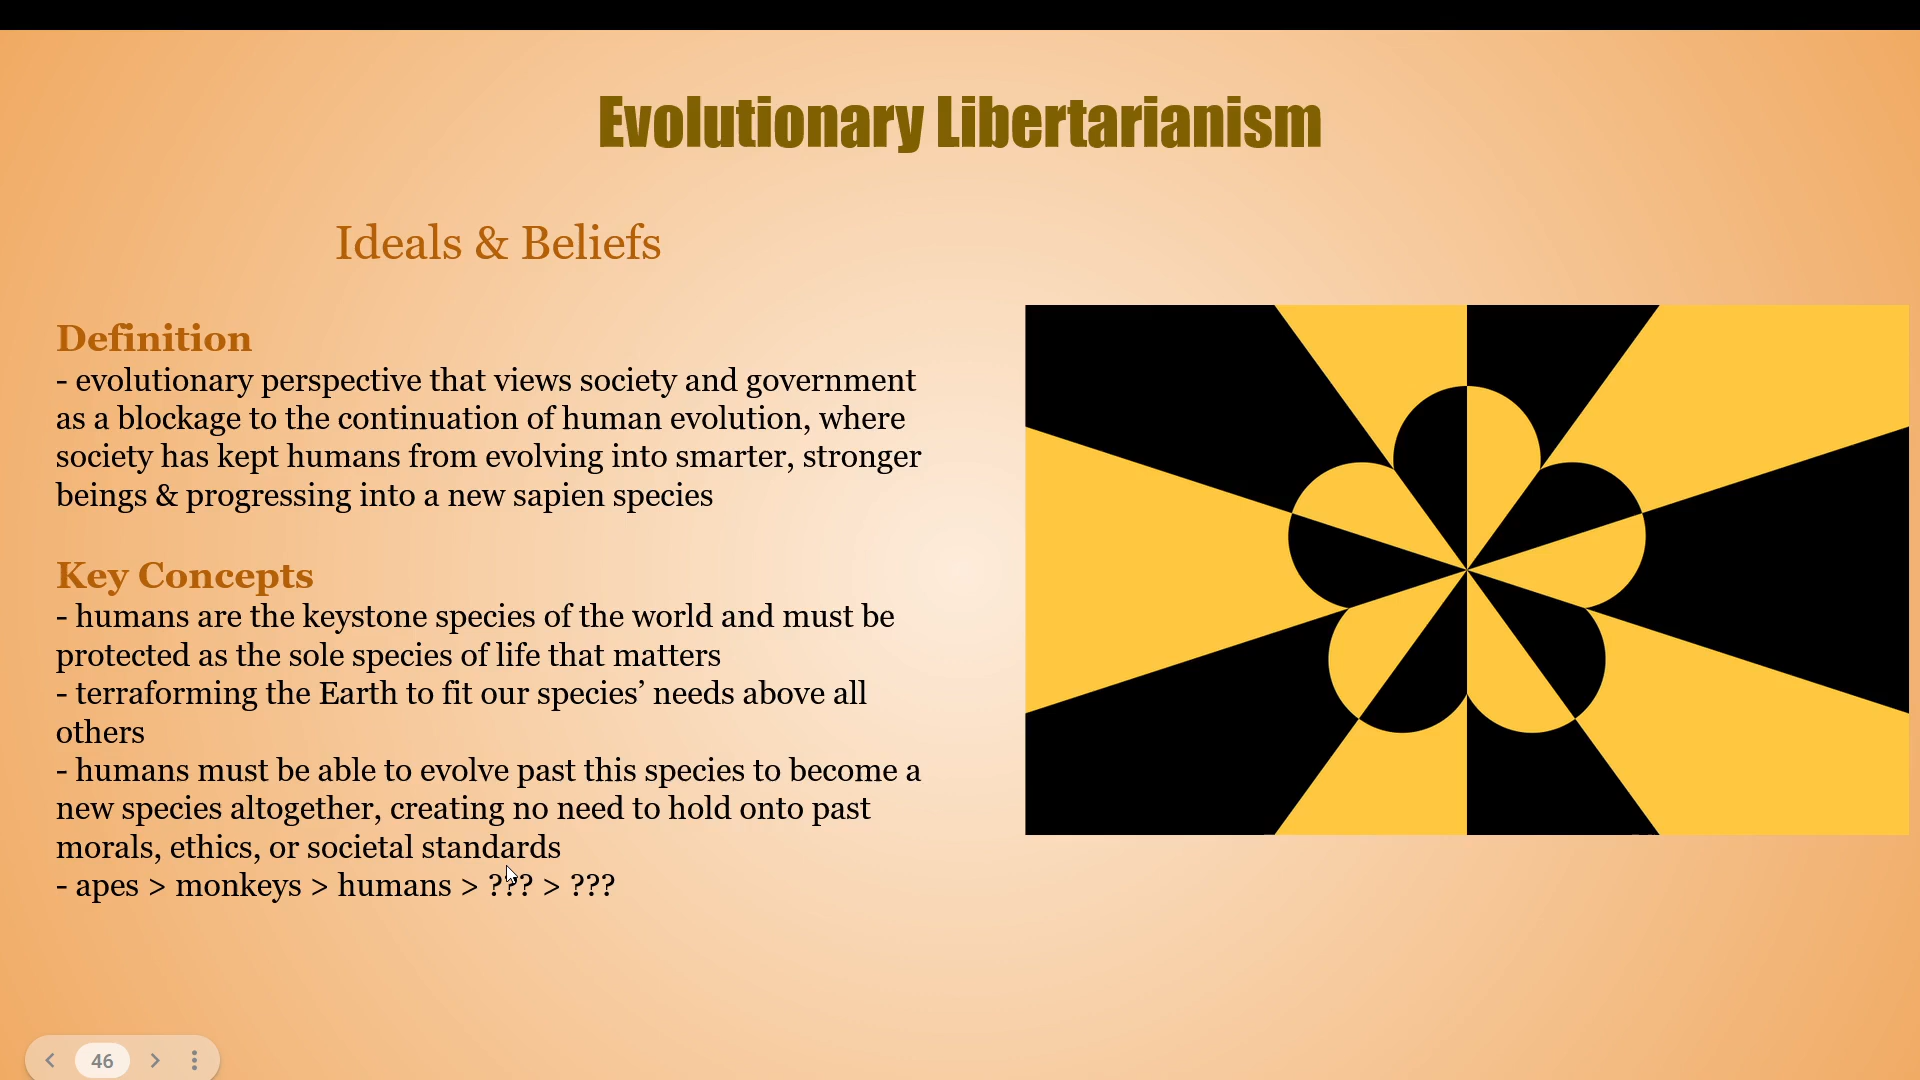 Evolutionary Libertarianism
Ideals & Beliefs
Definition
- evolutionary perspective that views society and government
as a blockage to the continuation of human evolution, where
society has kept humans from evolving into smarter, stronger
beings & progressing into a new sapien species
Key Concepts
- humans are the keystone species of the world and must be
protected as the sole species of life that matters
- terraforming the Earth to fit our species’ needs above all
others
- humans must be able to evolve past this species to become a
new species altogether, creating no need to hold onto past
morals, ethics, or societal standards
- apes > monkeys > humans > ??? > ???
46